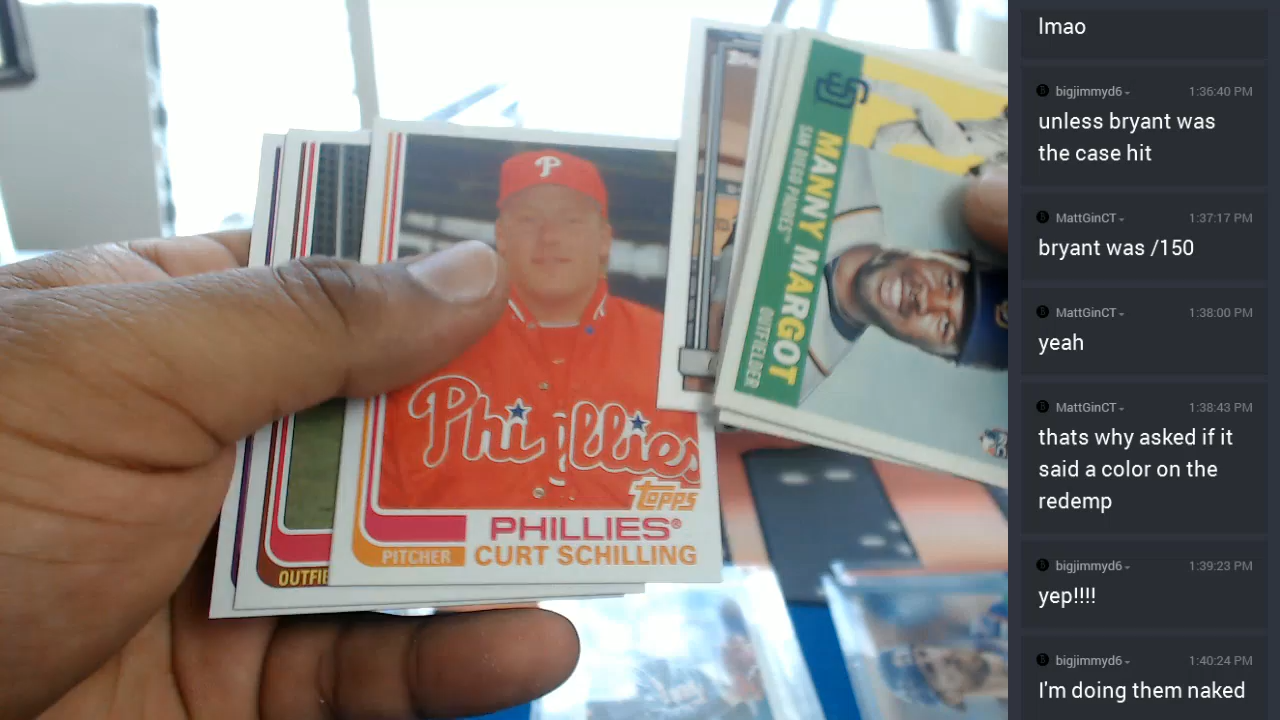 P
Phillies
TOPPS
PHILLIES®
PITCHER
CURT SCHILLING
OUTFIE
MANNY MARGOT
SAN DIEGO PADRES™
OUTFIELDER
lmao
bigjimmyd6
1:36:40 PM
unless bryant was
the case hit
MattGinCT
1:37:17 PM
bryant was /150
MattGinCT
1:38:00 PM
yeah
MattGinCT
1:38:43 PM
thats why asked if it
said a color on the
redemp
bigjimmyd6
1:39:23 PM
yep!!!!
bigjimmyd6
1:40:24 PM
I'm doing them naked